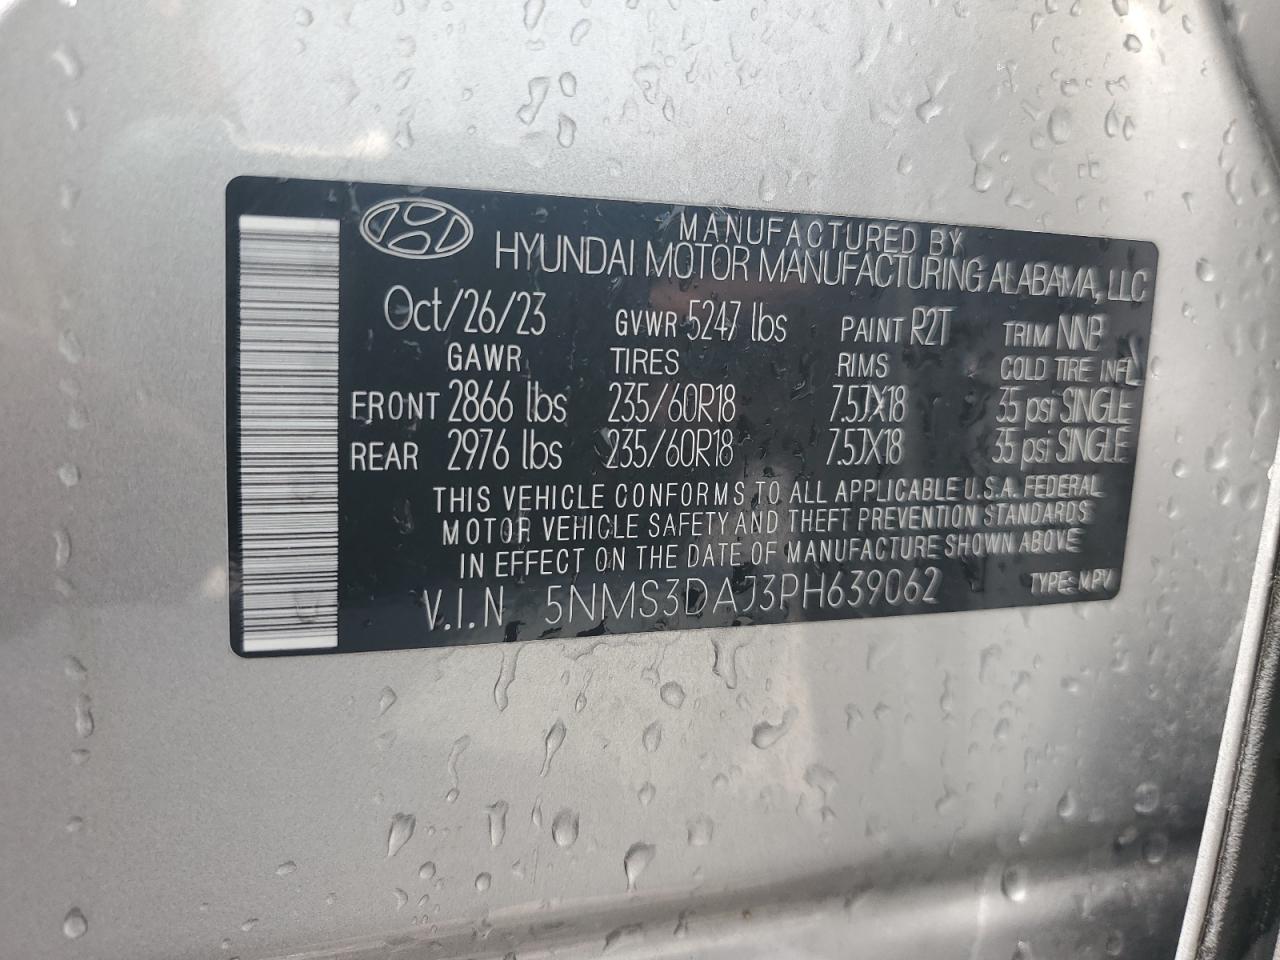 MANUFACTURED BY
HYUNDAI MOTOR MANUFACTURING ALABAMA, LLC
Oct/26/23 GVWR 5247 lbs PAINT R2T TRIM NNB
GAWR TIRES RIMS COLD TIRE INFL
FRONT 2866 lbs 235/60R18 7.5JX18 35 psi SINGLE
REAR 2976 lbs 235/60R18 7.5JX18 35 psi SINGLE
THIS VEHICLE CONFORMS TO ALL APPLICABLE U.S.A. FEDERAL
MOTOR VEHICLE SAFETY AND THEFT PREVENTION STANDARDS
IN EFFECT ON THE DATE OF MANUFACTURE SHOWN ABOVE
V.I.N 5NMS3DAJ3PH639062 TYPE: MPV